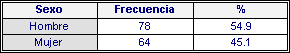 Sexo Frecuencia %
Hombre 78 54.9
Mujer 64 45.1